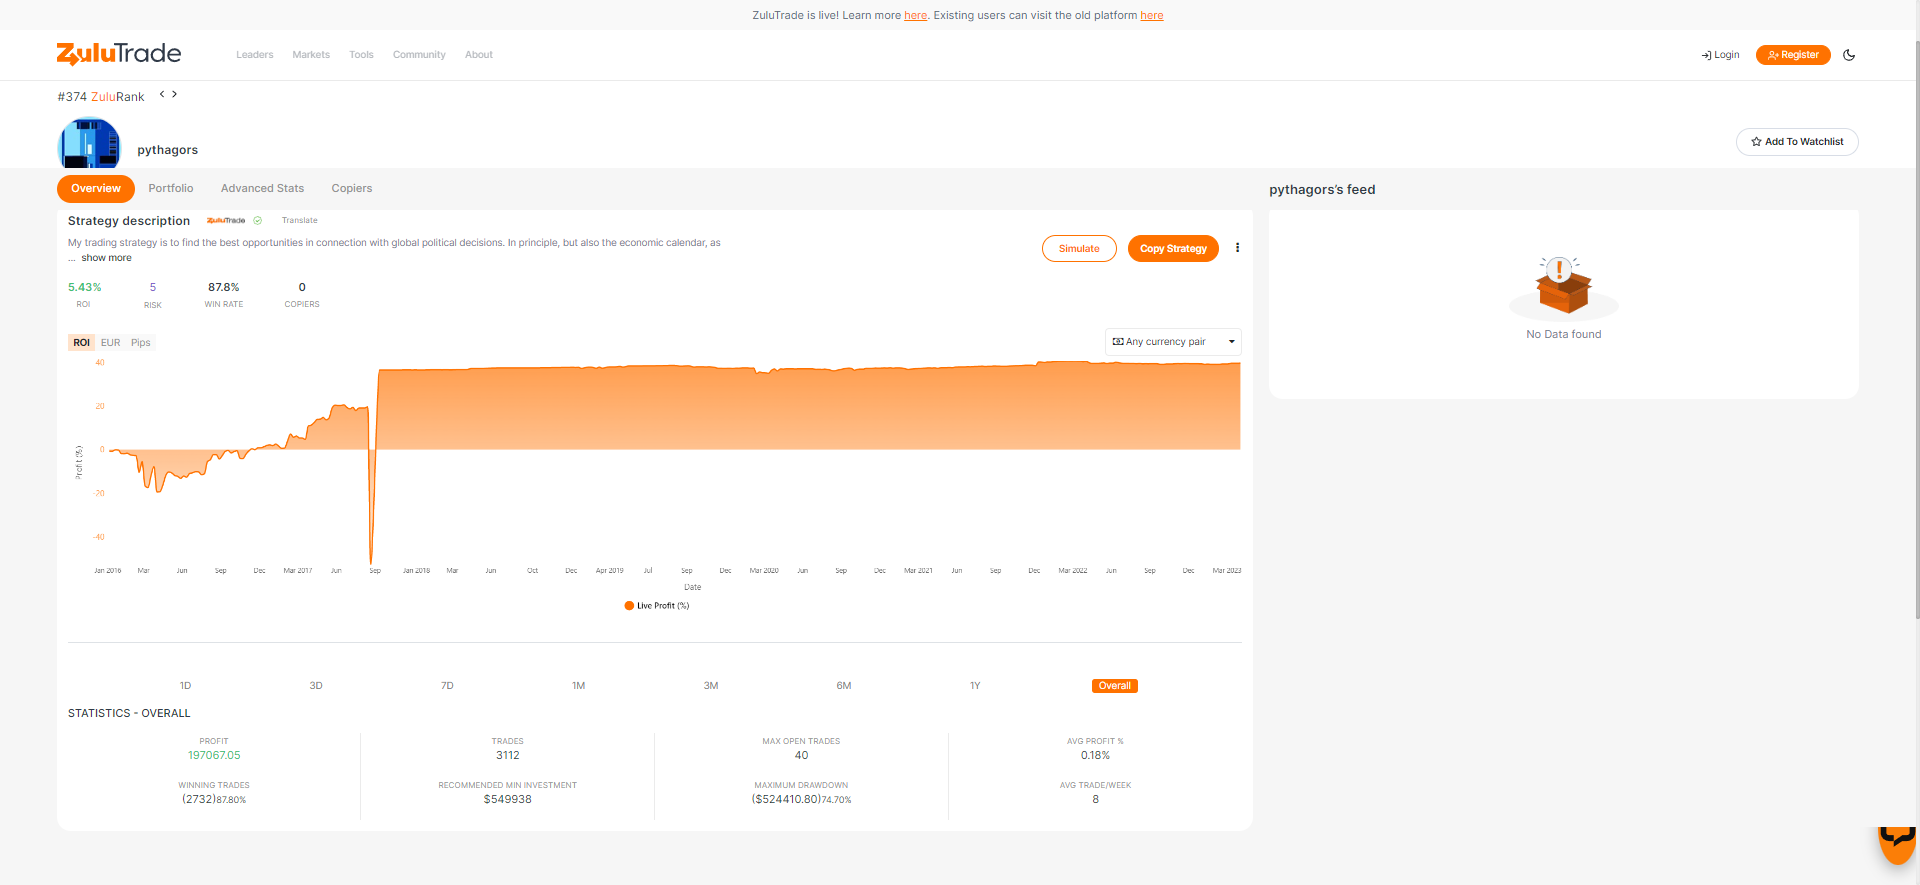 ZuluTrade is live! Learn more here. Existing users can visit the old platform here
ZuluTrade
Leaders Markets Tools Community About
Login Register
#374 ZuluRank < >
pythagors
Add To Watchlist
Overview Portfolio Advanced Stats Copiers
pythagors's feed
Strategy description ZuluTrade Translate
My trading strategy is to find the best opportunities in connection with global political decisions. In principle, but also the economic calendar, as
... show more
Simulate Copy Strategy
5.43% 5 87.8% 0
ROI RISK WIN RATE COPIERS
No Data found
ROI EUR Pips
Any currency pair
40
20
0
-20
-40
Profit (%)
Jan 2016 Mar Jun Sep Dec Mar 2017 Jun Sep Jan 2018 Mar Jun Oct Dec Apr 2019 Jul Sep Dec Mar 2020 Jun Sep Dec Mar 2021 Jun Sep Dec Mar 2022 Jun Sep Dec Mar 2023
Date
Live Profit (%)
1D 3D 7D 1M 3M 6M 1Y Overall
STATISTICS - OVERALL
PROFIT TRADES MAX OPEN TRADES AVG PROFIT %
197067.05 3112 40 0.18%
WINNING TRADES RECOMMENDED MIN INVESTMENT MAXIMUM DRAWDOWN AVG TRADE/WEEK
(2732)87.80% $549938 ($524410.80)74.70% 8